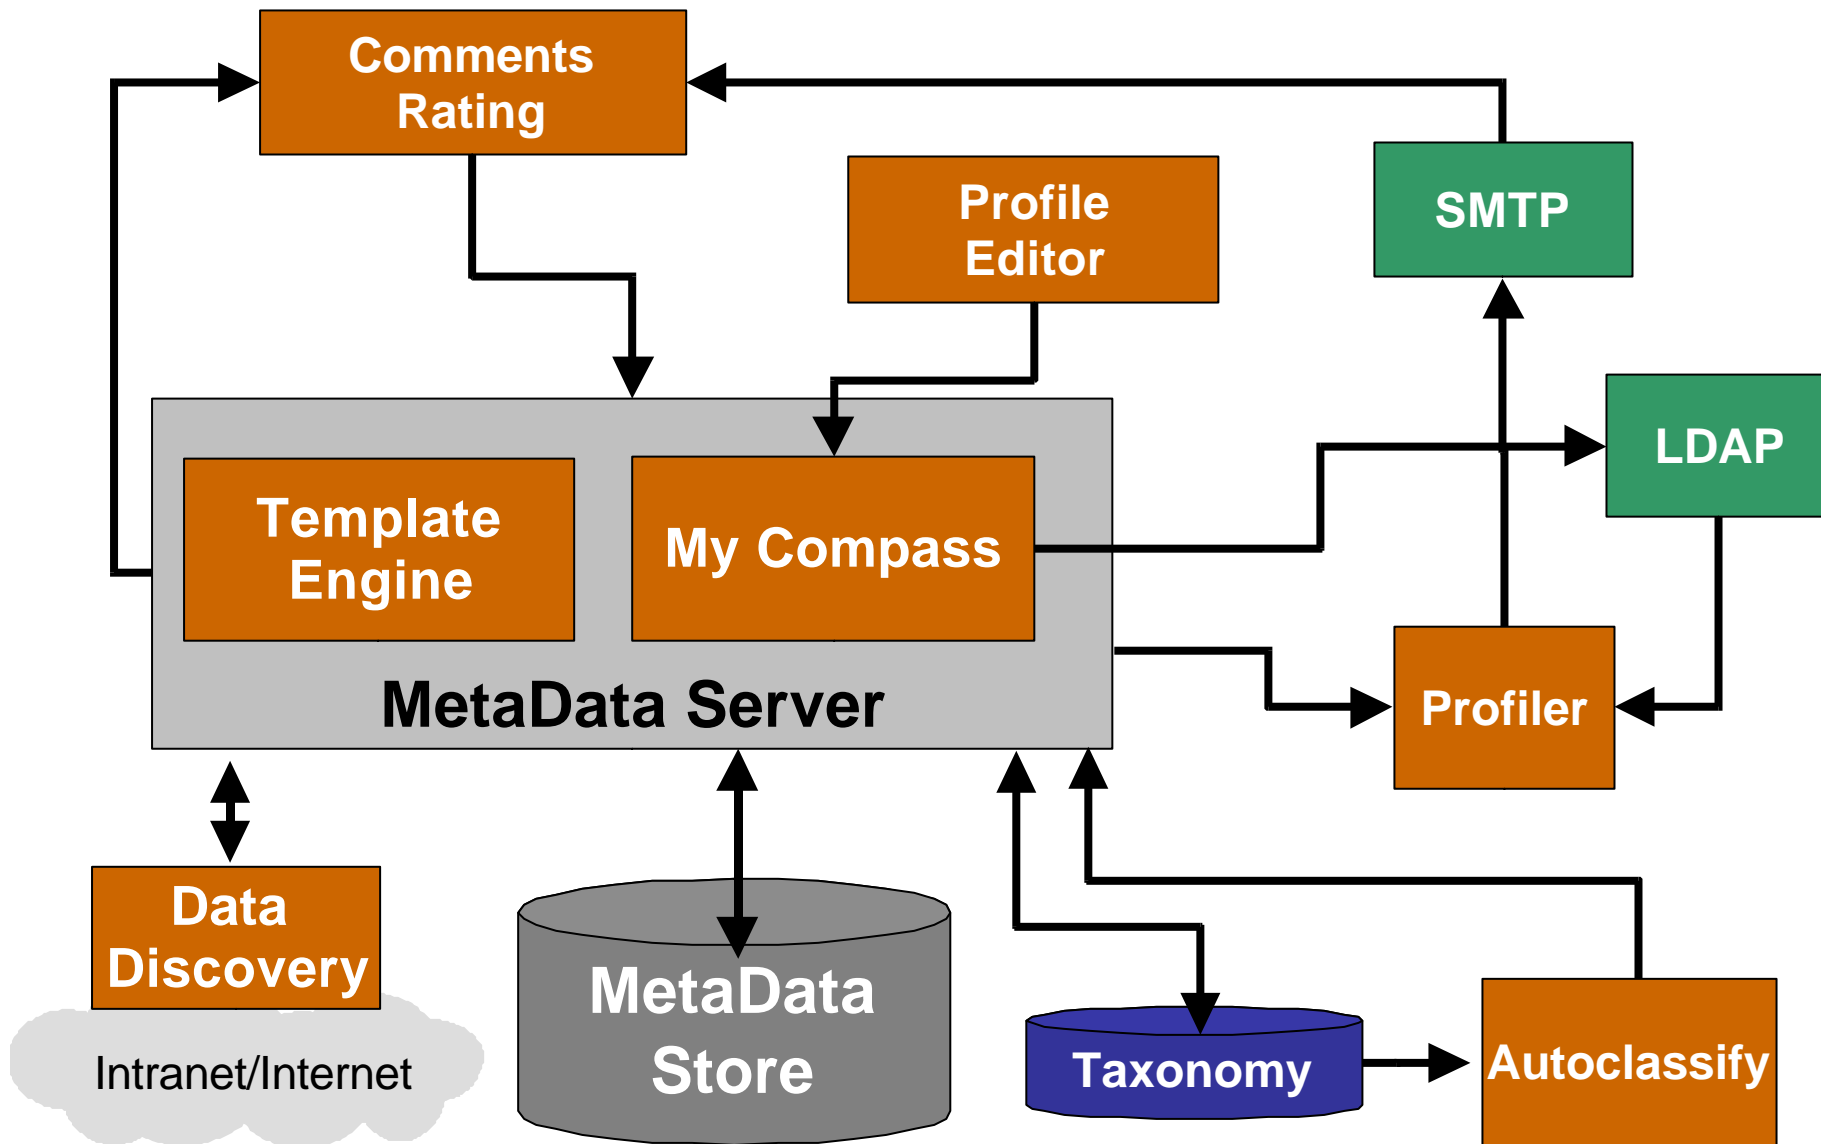 Comments
Rating
Profile
Editor
SMTP
LDAP
Template
Engine
My Compass
MetaData Server
Profiler
Data
Discovery
Intranet/Internet
MetaData
Store
Taxonomy
Autoclassify